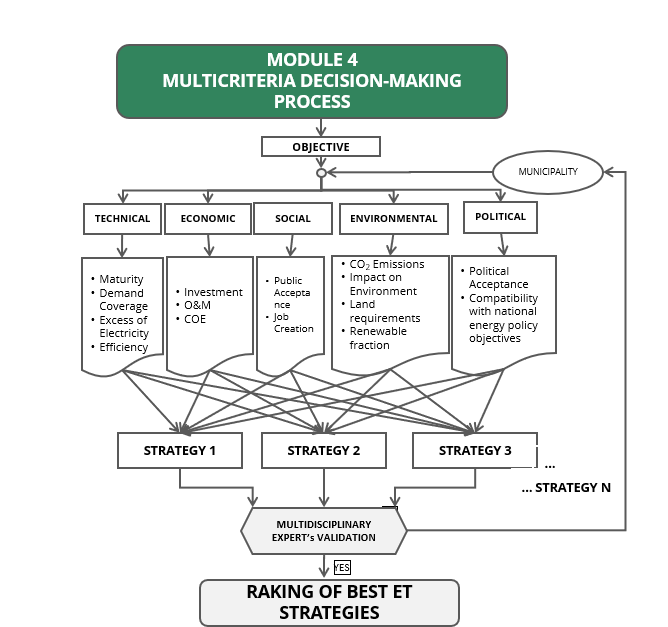 MODULE 4
MULTICRITERIA DECISION-MAKING
PROCESS
OBJECTIVE
MUNICIPALITY
TECHNICAL
ECONOMIC
SOCIAL
ENVIRONMENTAL
POLITICAL
• Maturity
• Demand
Coverage
• Excess of
Electricity
• Efficiency
• Investment
• O&M
• COE
• Public
Accepta
nce
• Job
Creation
• CO₂ Emissions
• Impact on
Environment
• Land
requirements
• Renewable
fraction
• Political
Acceptance
• Compatibility
with national
energy policy
objectives
STRATEGY 1
STRATEGY 2
STRATEGY 3
...
... STRATEGY N
MULTIDISCIPLINARY
EXPERT's VALIDATION
YES
RAKING OF BEST ET
STRATEGIES